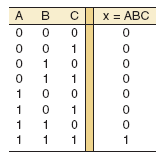 A B C x = ABC
0 0 0 0
0 0 1 0
0 1 0 0
0 1 1 0
1 0 0 0
1 0 1 0
1 1 0 0
1 1 1 1